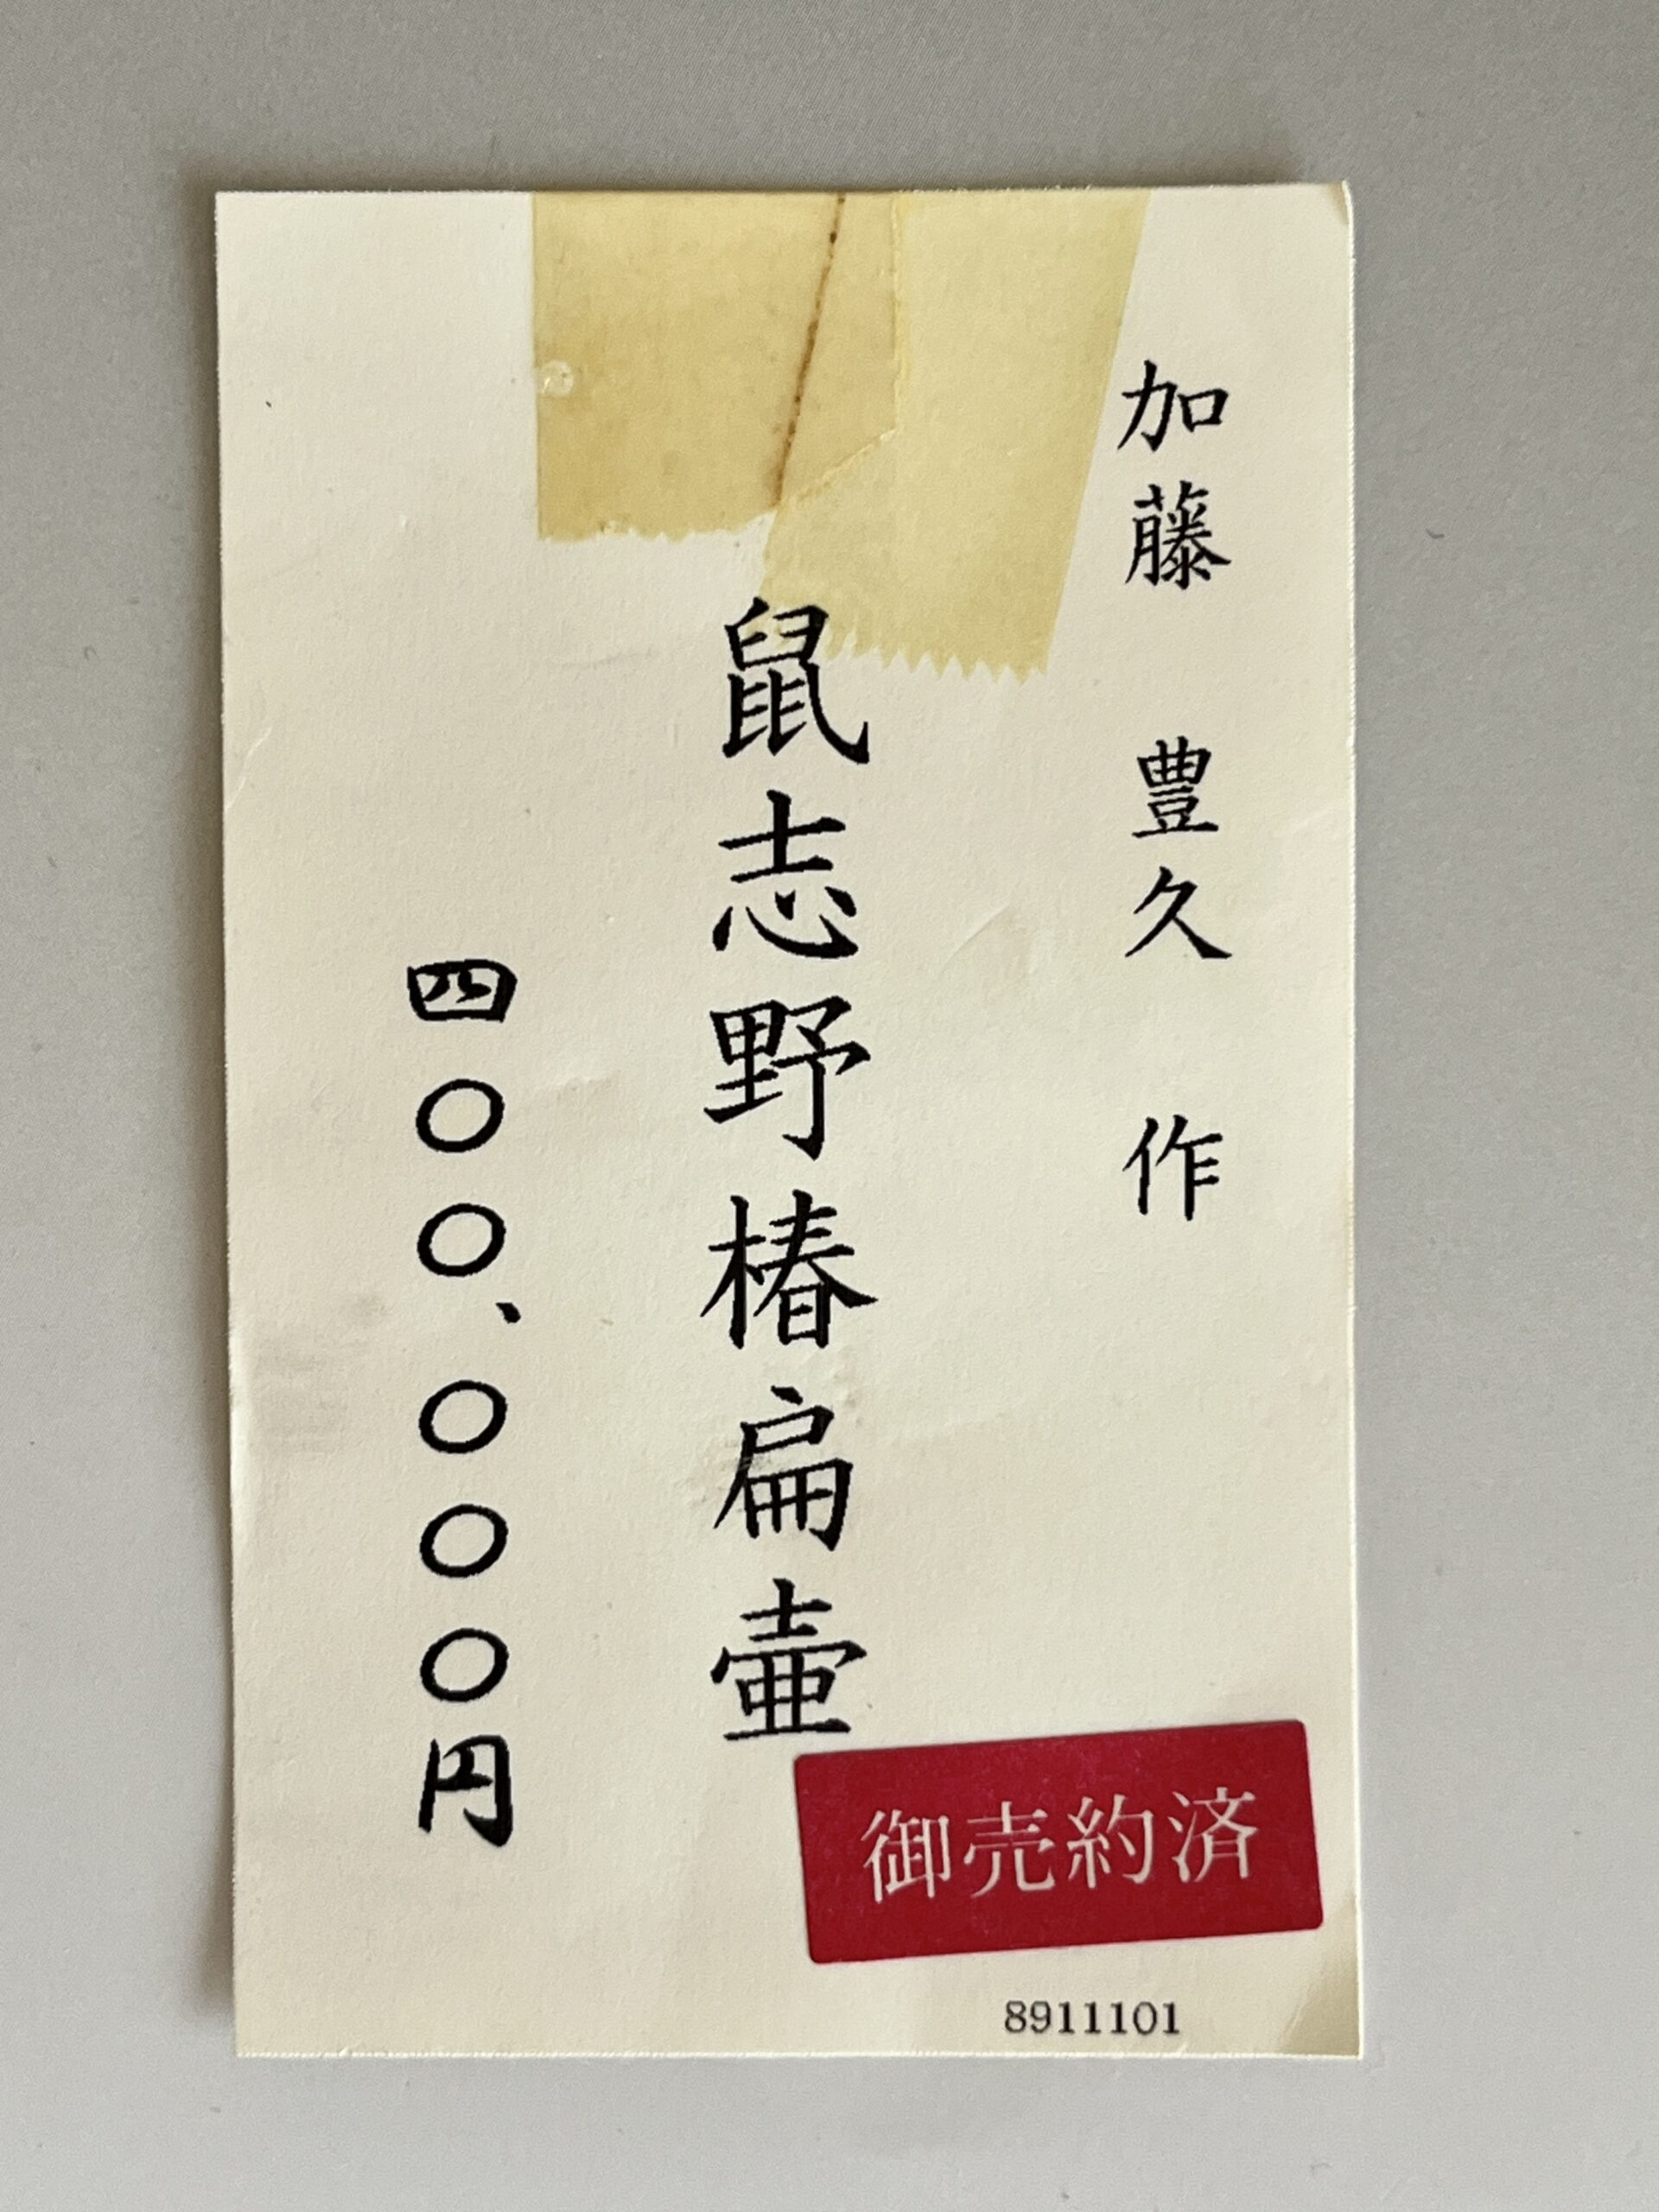 加藤 豊久 作
鼠志野椿扁壷
四〇〇、〇〇〇円
御売約済
8911101